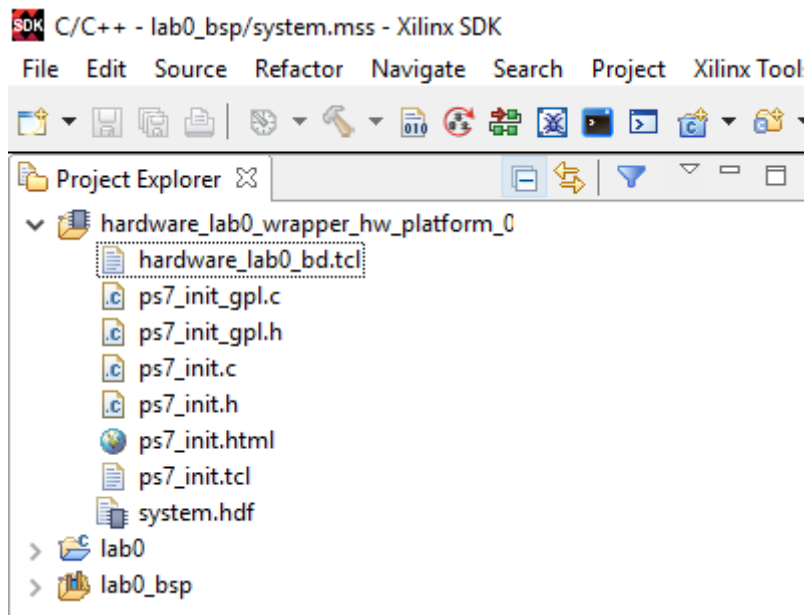 SDK C/C++ - lab0_bsp/system.mss - Xilinx SDK
File Edit Source Refactor Navigate Search Project Xilinx Tools
010
Project Explorer
hardware_lab0_wrapper_hw_platform_0
hardware_lab0_bd.tcl
.c ps7_init_gpl.c
.c ps7_init_gpl.h
.c ps7_init.c
.c ps7_init.h
ps7_init.html
ps7_init.tcl
system.hdf
lab0
lab0_bsp